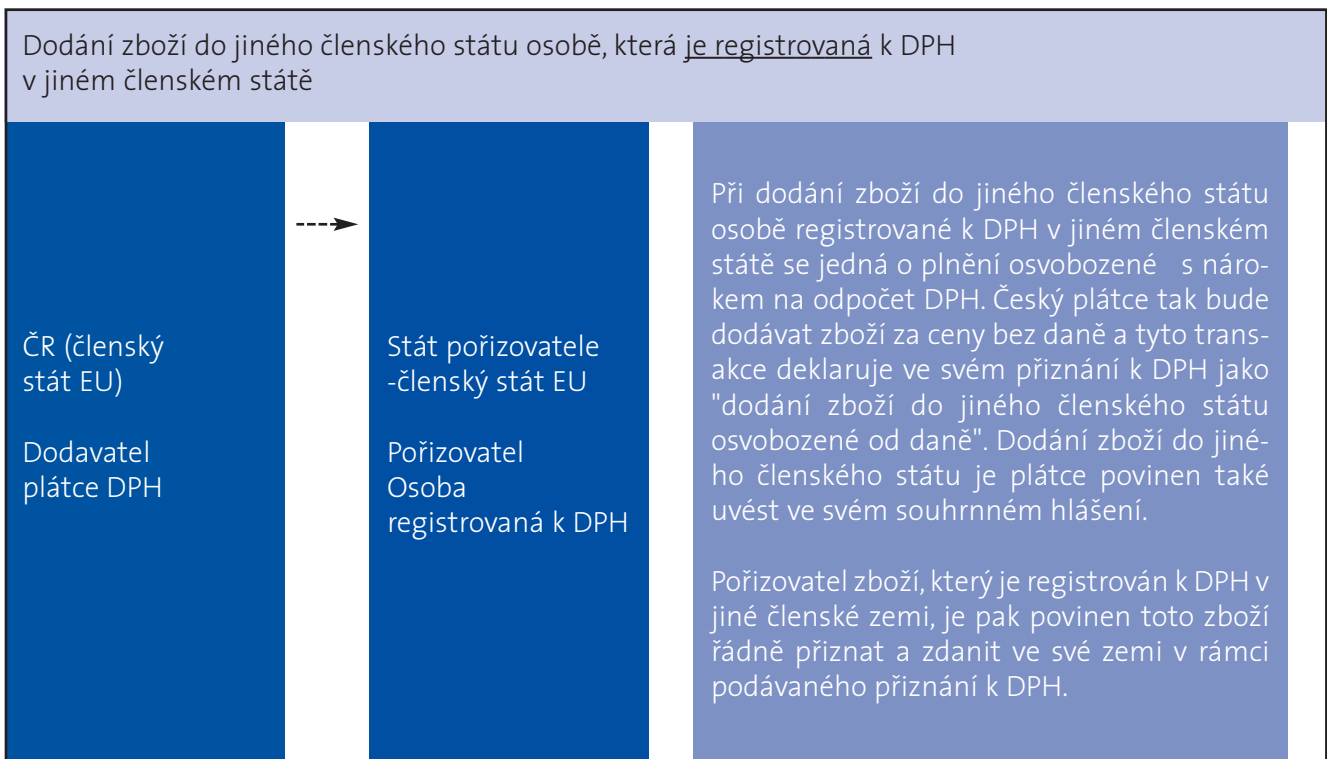 Dodání zboží do jiného členského státu osobě, která je registrovaná k DPH
v jiném členském státě
ČR (členský
stát EU)
Dodavatel
plátce DPH
Stát pořizovatele
-členský stát EU
Pořizovatel
Osoba
registrovaná k DPH
Při dodání zboží do jiného členského státu
osobě registrované k DPH v jiném členském
státě se jedná o plnění osvobozené s náro-
kem na odpočet DPH. Český plátce tak bude
dodávat zboží za ceny bez daně a tyto trans-
akce deklaruje ve svém přiznání k DPH jako
"dodání zboží do jiného členského státu
osvobozené od daně". Dodání zboží do jiné-
ho členského státu je plátce povinen také
uvést ve svém souhrnném hlášení.
Pořizovatel zboží, který je registrován k DPH v
jiné členské zemi, je pak povinen toto zboží
řádně přiznat a zdanit ve své zemi v rámci
podávaného přiznání k DPH.